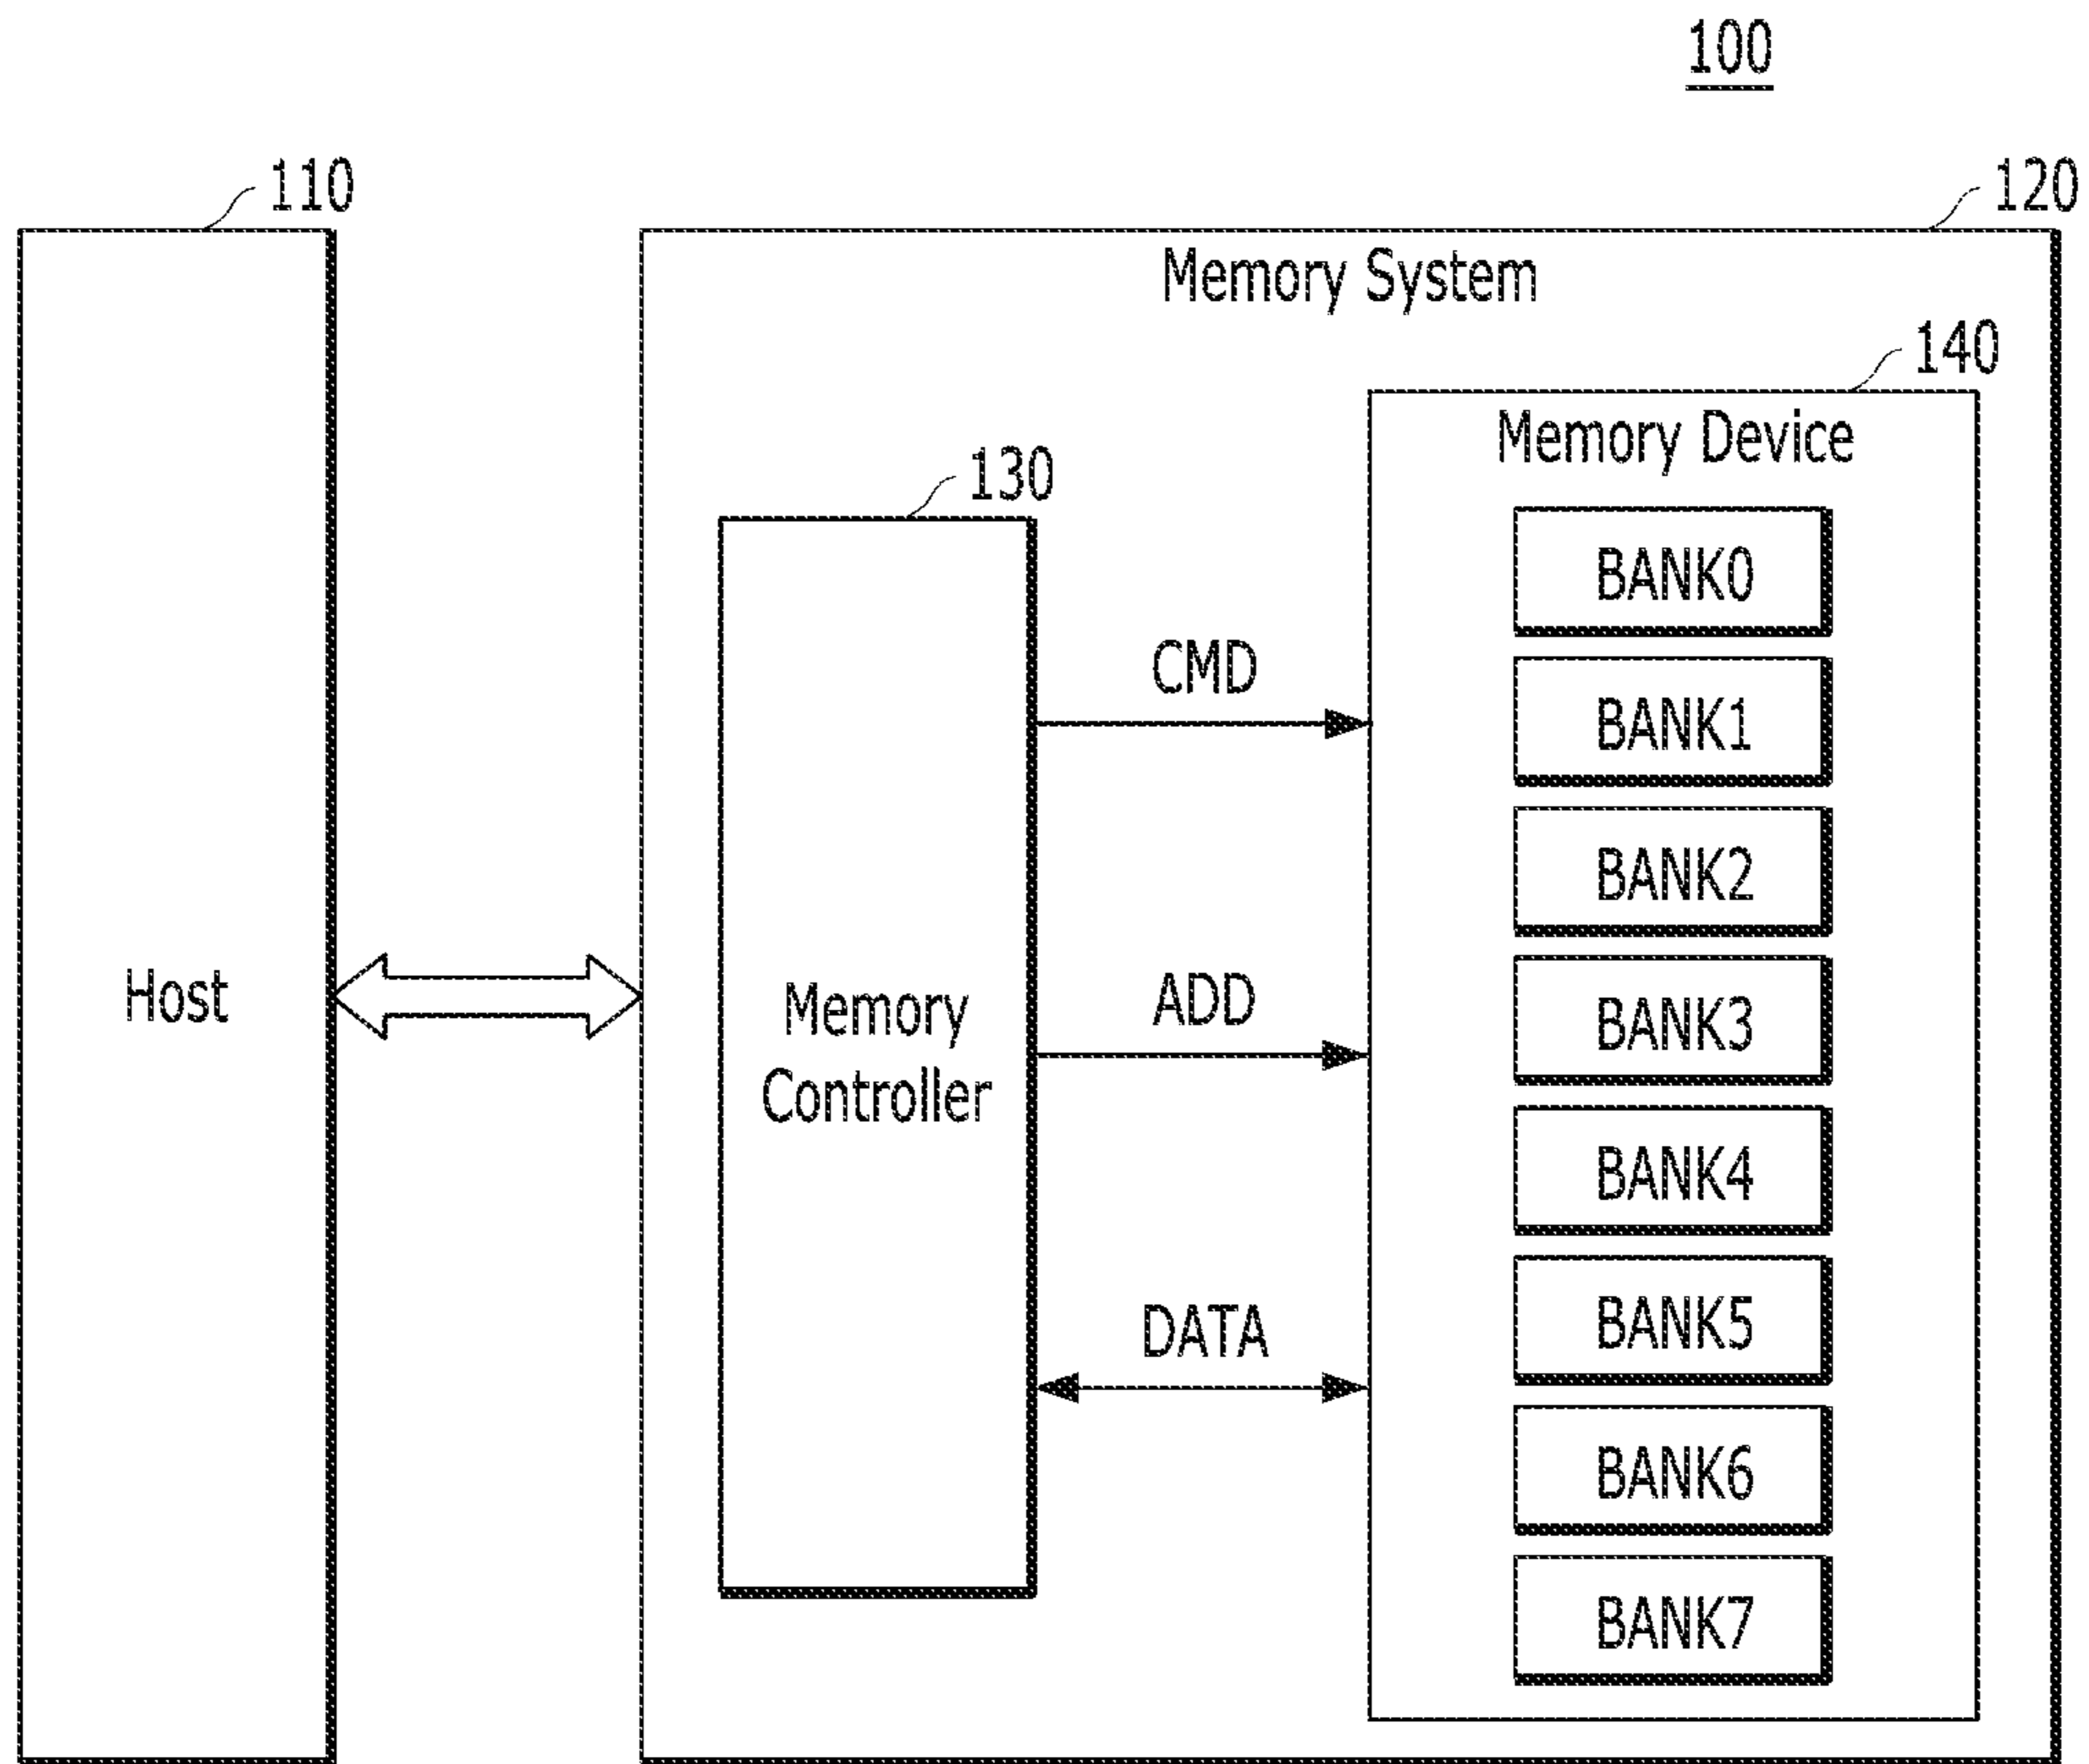 100
110
120
Memory System
140
Memory Device
130
BANK0
CMD
BANK1
BANK2
Host
Memory
Controller
ADD
BANK3
BANK4
DATA
BANK5
BANK6
BANK7